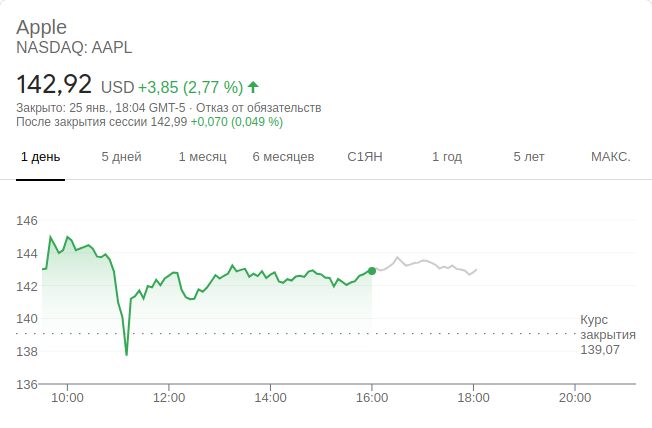 Apple
NASDAQ: AAPL
142,92 USD +3,85 (2,77 %)
Закрыто: 25 янв., 18:04 GMT-5 · Отказ от обязательств
После закрытия сессии 142,99 +0,070 (0,049 %)
1 день 5 дней 1 месяц 6 месяцев С1ЯН 1 год 5 лет МАКС.
146
144
142
140
Курс
закрытия
139,07
138
136
10:00 12:00 14:00 16:00 18:00 20:00